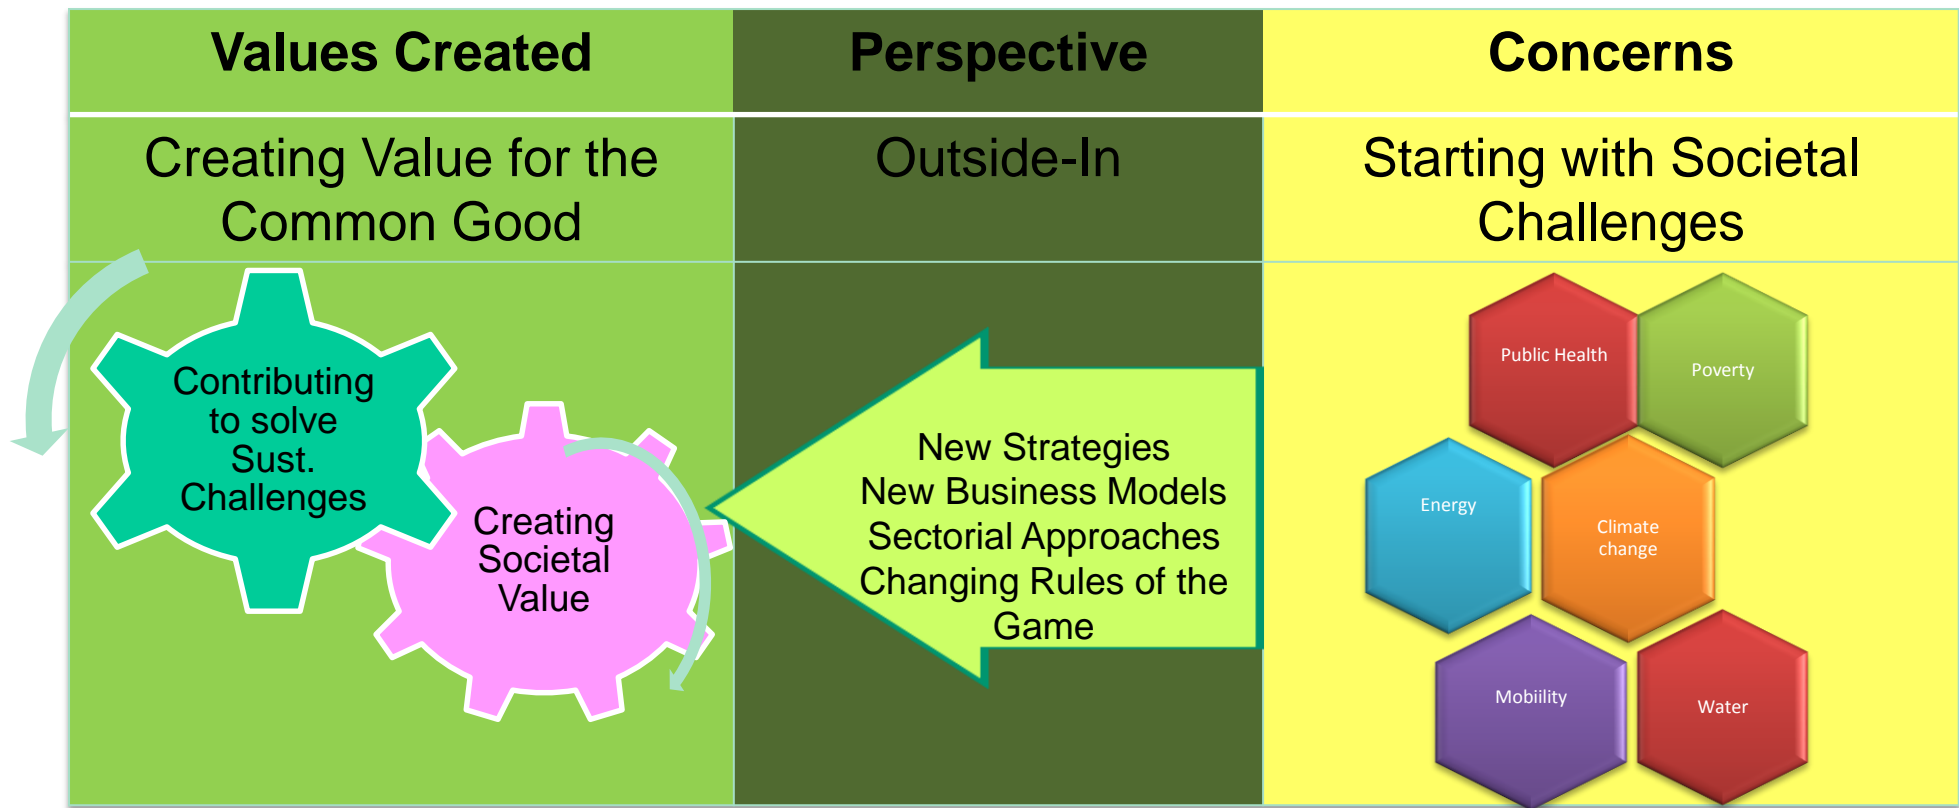 Values Created
Perspective
Concerns
Creating Value for the
Common Good
Outside-In
Starting with Societal
Challenges
Contributing
to solve
Sust.
Challenges
Creating
Societal
Value
New Strategies
New Business Models
Sectorial Approaches
Changing Rules of the
Game
Public Health
Poverty
Energy
Climate
change
Mobiility
Water